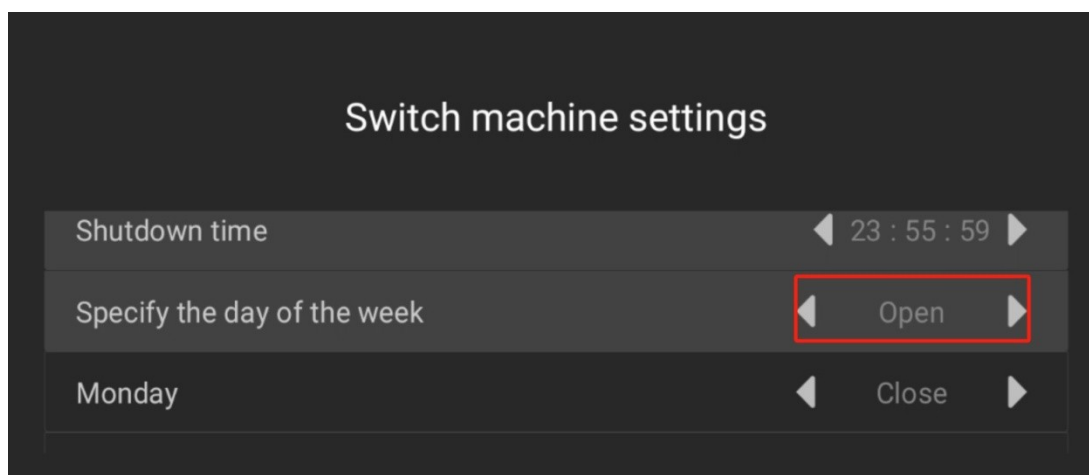 Switch machine settings
Shutdown time 23 : 55 : 59
Specify the day of the week Open
Monday Close